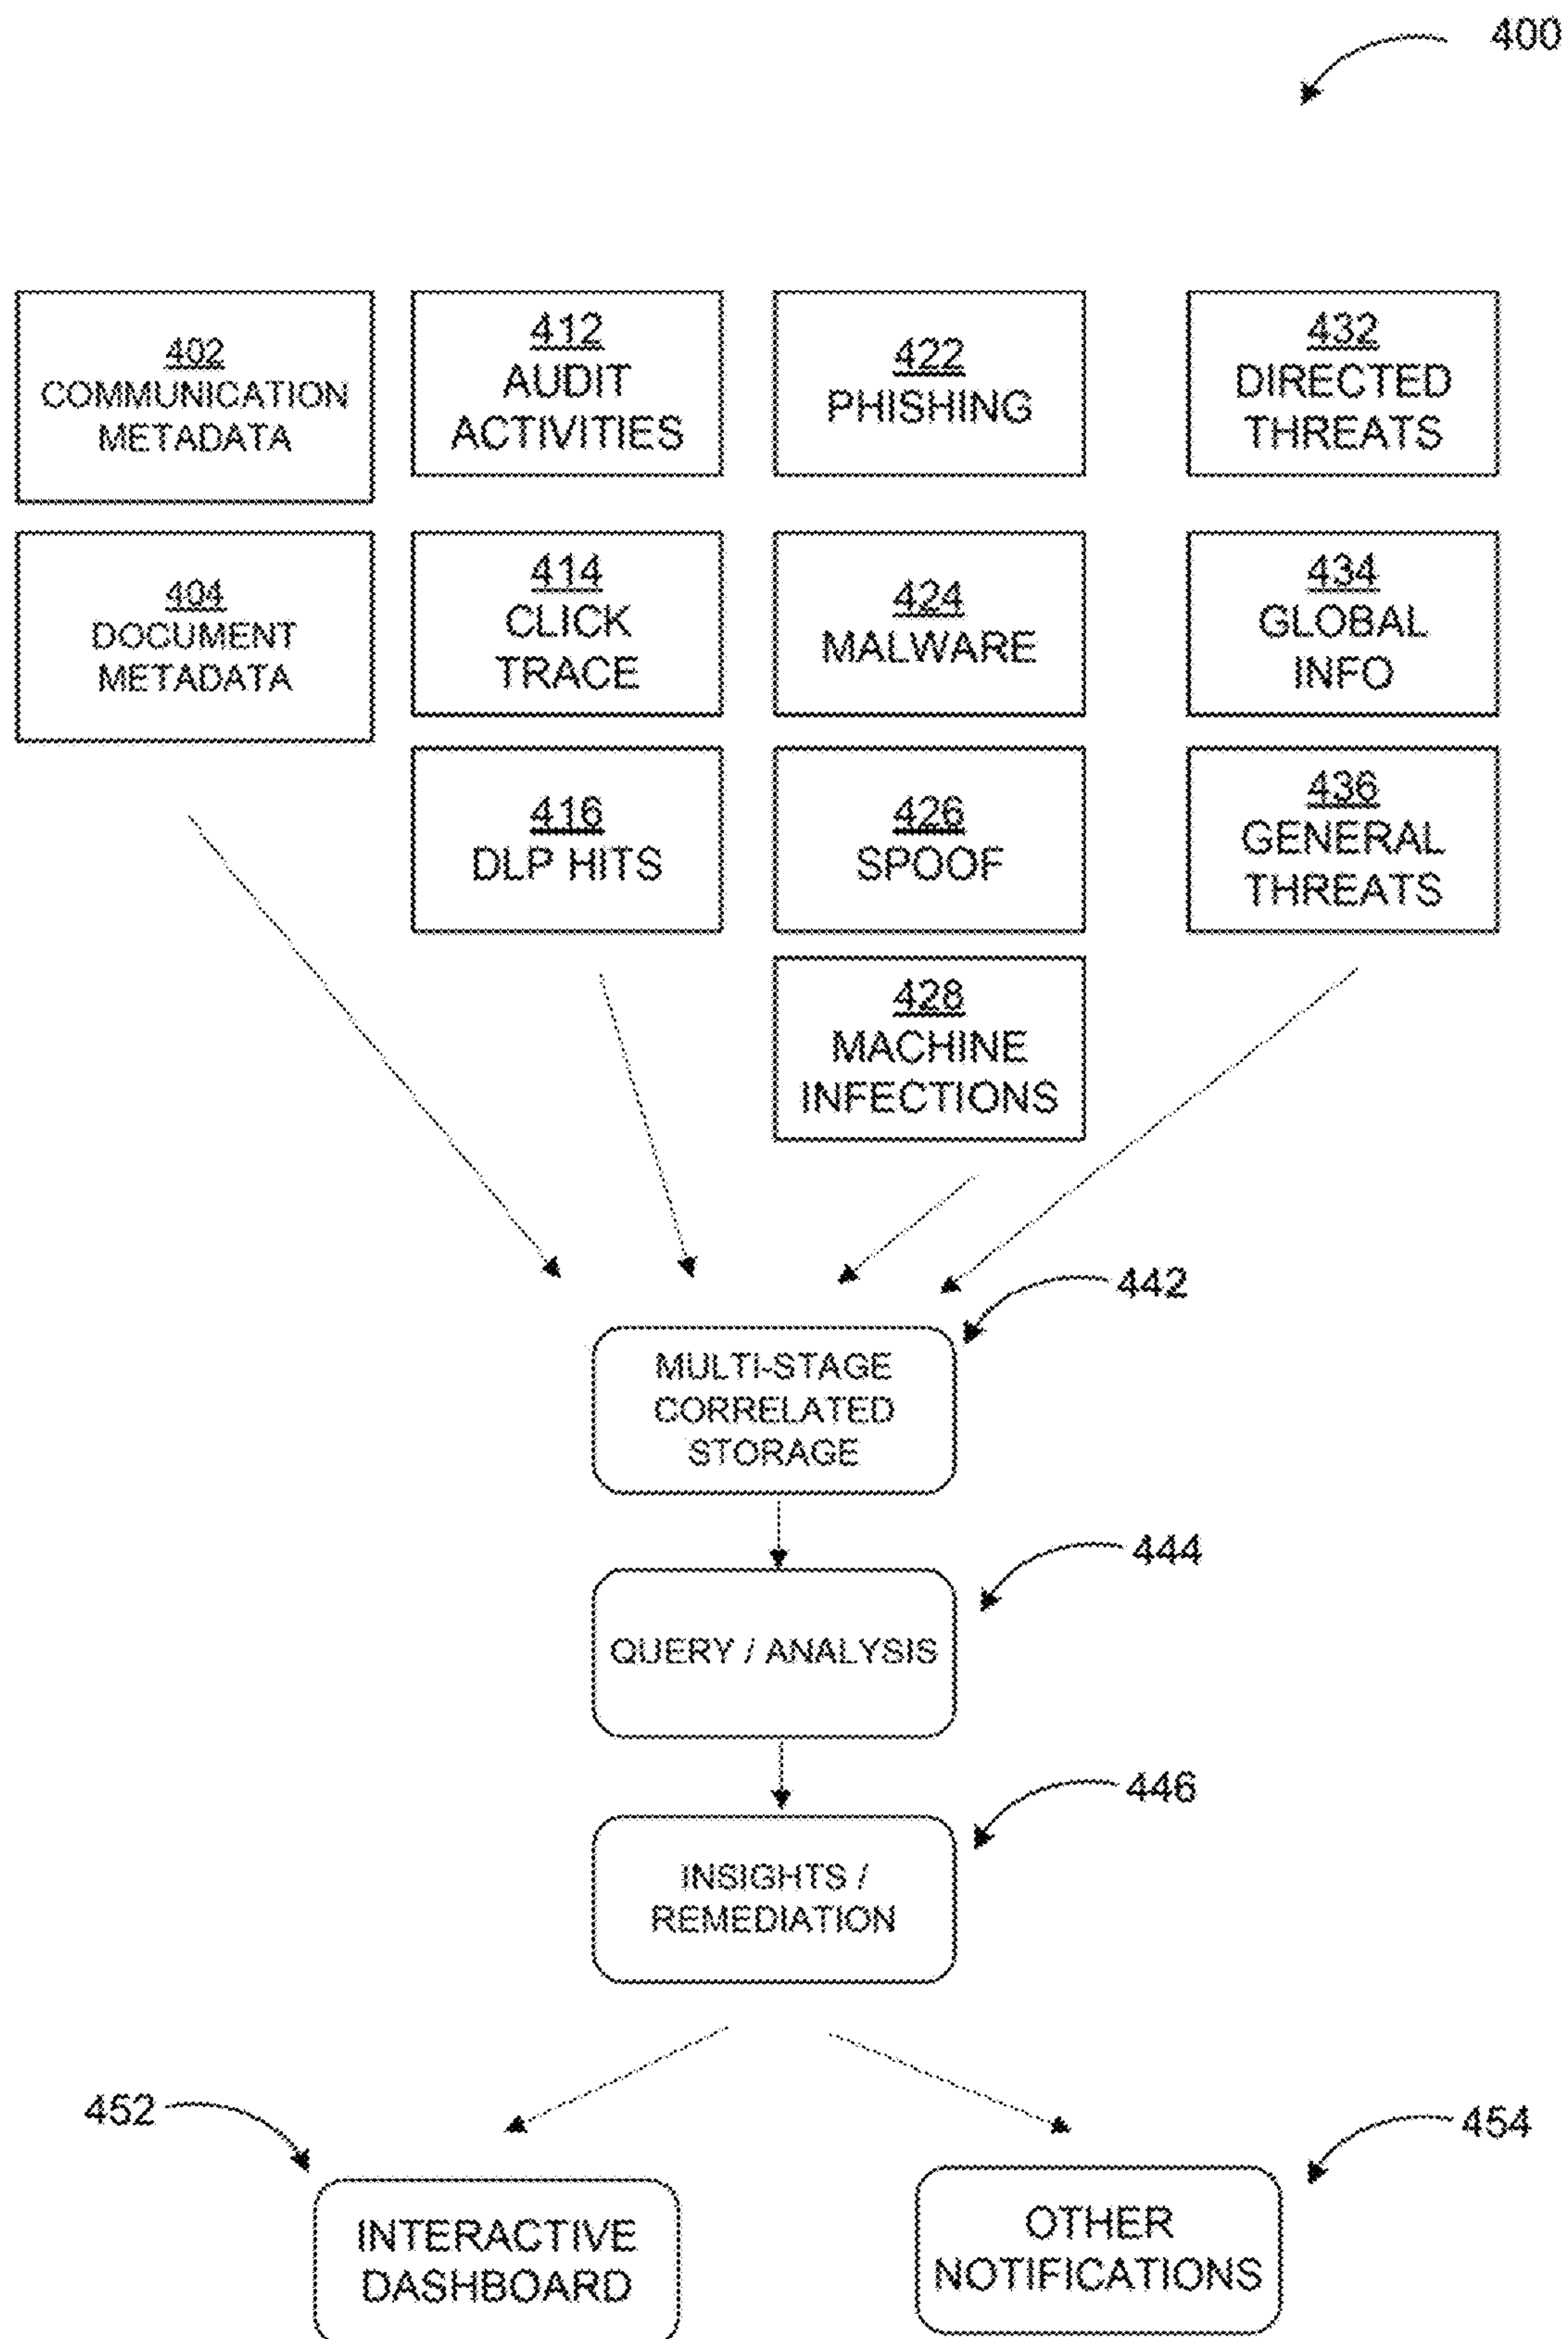 400
402
COMMUNICATION
METADATA
412
AUDIT
ACTIVITIES
422
PHISHING
432
DIRECTED
THREATS
404
DOCUMENT
METADATA
414
CLICK
TRACE
424
MALWARE
434
GLOBAL
INFO
416
DLP HITS
426
SPOOF
436
GENERAL
THREATS
428
MACHINE
INFECTIONS
442
MULTI-STAGE
CORRELATED
STORAGE
444
QUERY / ANALYSIS
446
INSIGHTS /
REMEDIATION
452
INTERACTIVE
DASHBOARD
454
OTHER
NOTIFICATIONS